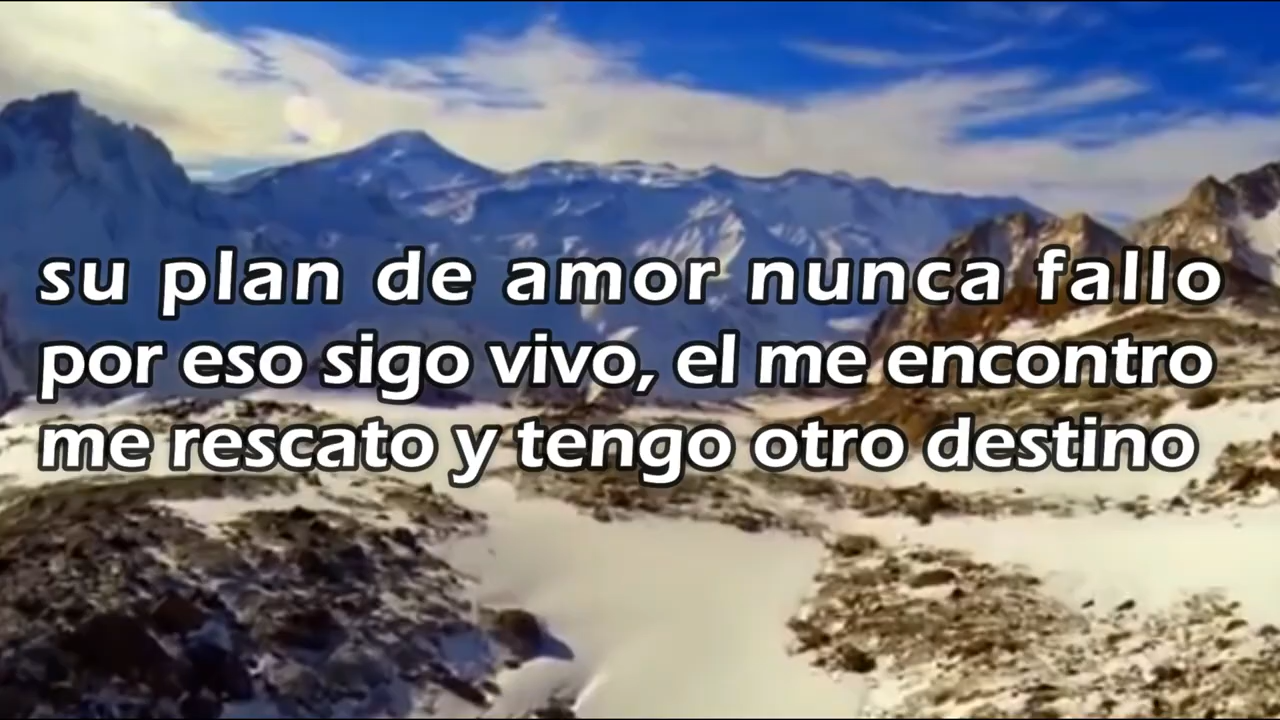 su plan de amor nunca fallo
por eso sigo vivo, el me encontro
me rescato y tengo otro destino